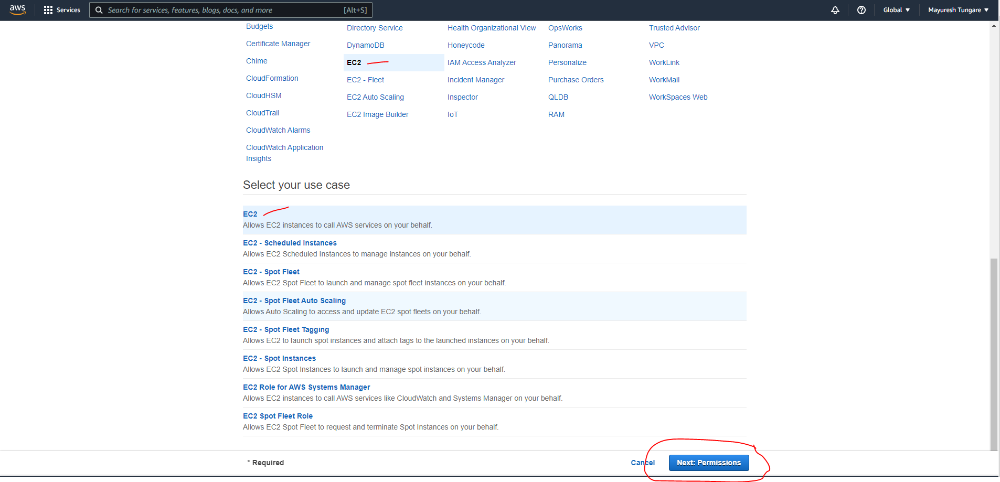 aws Services Search for services, features, blogs, docs, and more [Alt+S] Global Mayuresh Tungare
Budgets
Certificate Manager
Chime
CloudFormation
CloudHSM
CloudTrail
CloudWatch Alarms
CloudWatch Application
Insights
Directory Service
DynamoDB
EC2
EC2 - Fleet
EC2 Auto Scaling
EC2 Image Builder
Health Organizational View
Honeycode
IAM Access Analyzer
Incident Manager
Inspector
IoT
OpsWorks
Panorama
Personalize
Purchase Orders
QLDB
RAM
Trusted Advisor
VPC
WorkLink
WorkMail
WorkSpaces Web
Select your use case
EC2
Allows EC2 instances to call AWS services on your behalf.
EC2 - Scheduled Instances
Allows EC2 Scheduled Instances to manage instances on your behalf.
EC2 - Spot Fleet
Allows EC2 Spot Fleet to launch and manage spot fleet instances on your behalf.
EC2 - Spot Fleet Auto Scaling
Allows Auto Scaling to access and update EC2 spot fleets on your behalf.
EC2 - Spot Fleet Tagging
Allows EC2 to launch spot instances and attach tags to the launched instances on your behalf.
EC2 - Spot Instances
Allows EC2 Spot Instances to launch and manage spot instances on your behalf.
EC2 Role for AWS Systems Manager
Allows EC2 instances to call AWS services like CloudWatch and Systems Manager on your behalf.
EC2 Spot Fleet Role
Allows EC2 Spot Fleet to request and terminate Spot Instances on your behalf.
* Required Cancel Next: Permissions